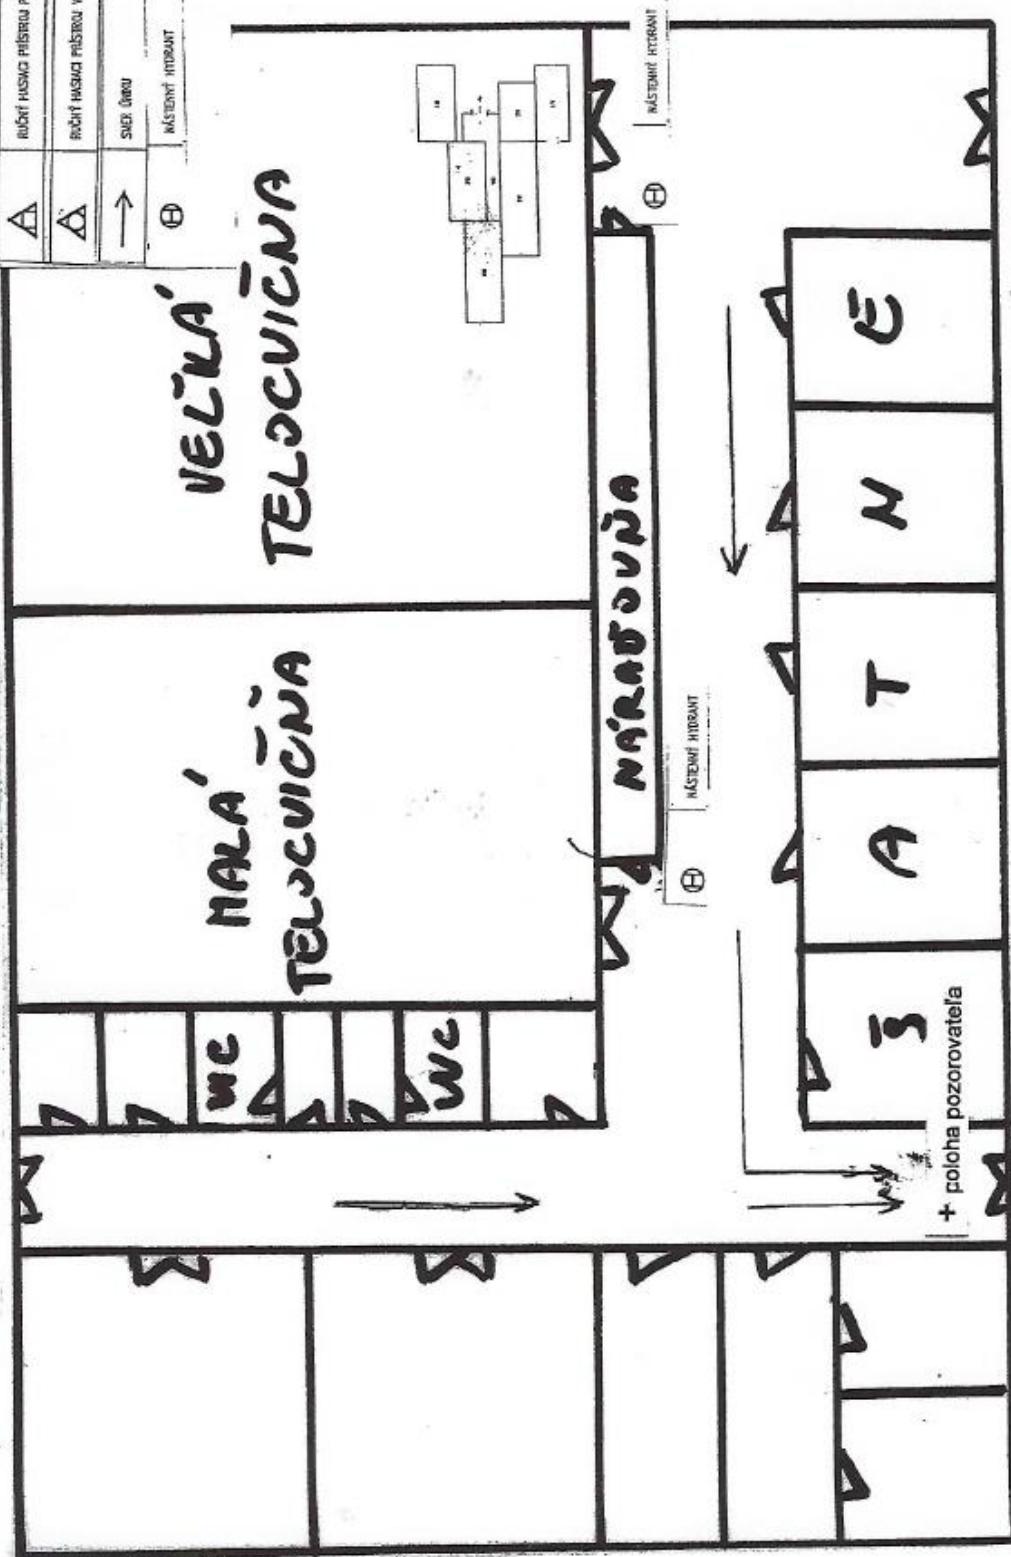 RUČNÝ HASIACI PRÍSTROJ
RUČNÝ HASIACI PRÍSTROJ
SMER ÚNIKU
H NÁSTENNÝ HYDRANT
MALÁ
TELOCVIČŇA
VEĽKÁ
TELOCVIČŇA
WC
WC
NÁRAĎOVŇA
H NÁSTENNÝ HYDRANT
H NÁSTENNÝ HYDRANT
Š A T N E
+ poloha pozorovateľa